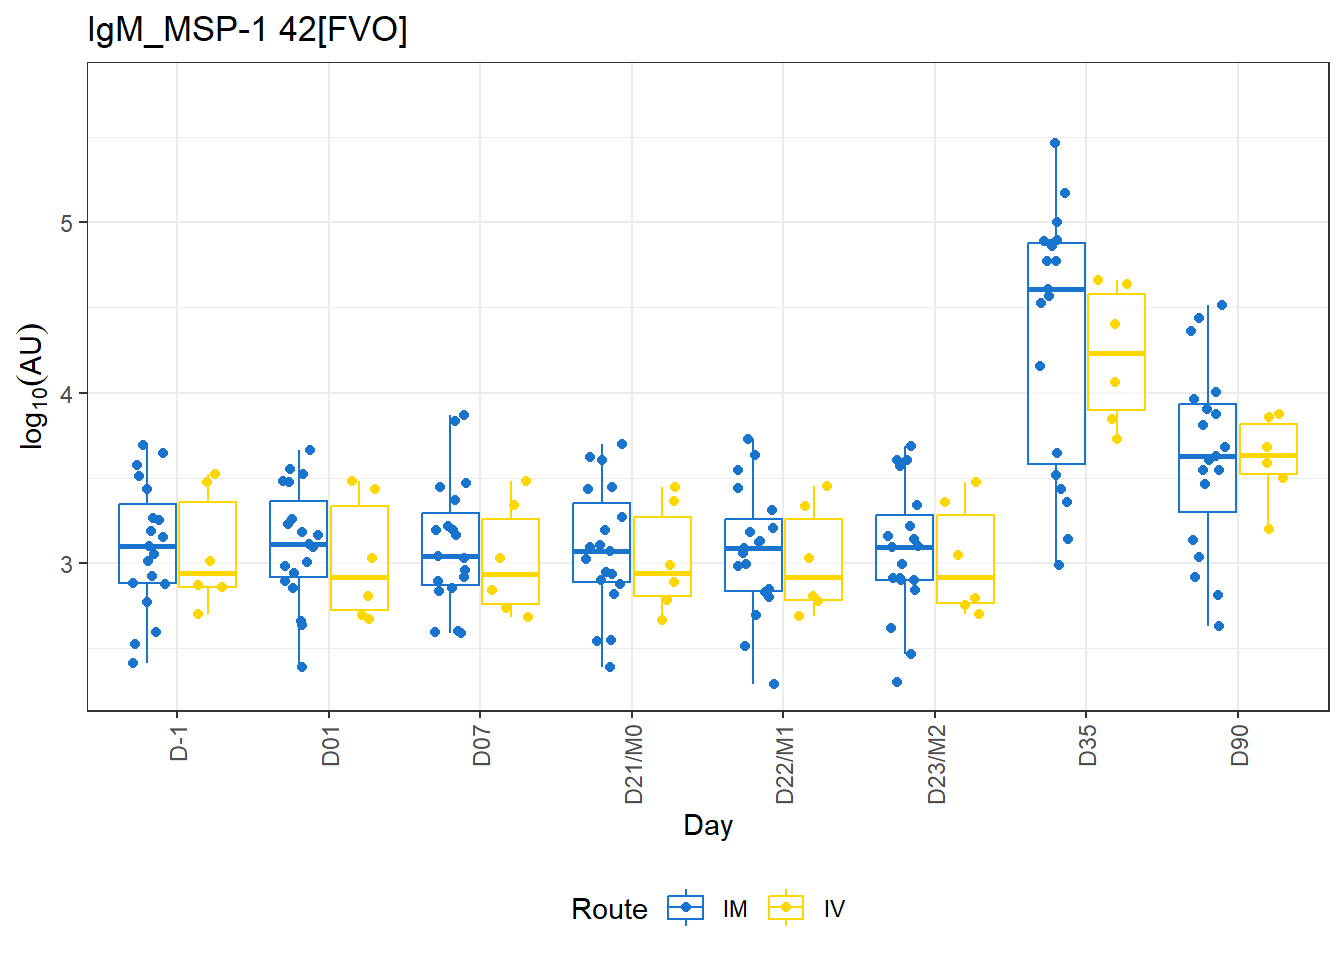 IgM_MSP-1 42[FVO]
log10(AU)
5
4
3
D-1
D01
D07
D21/M0
D22/M1
D23/M2
D35
D90
Day
Route IM IV